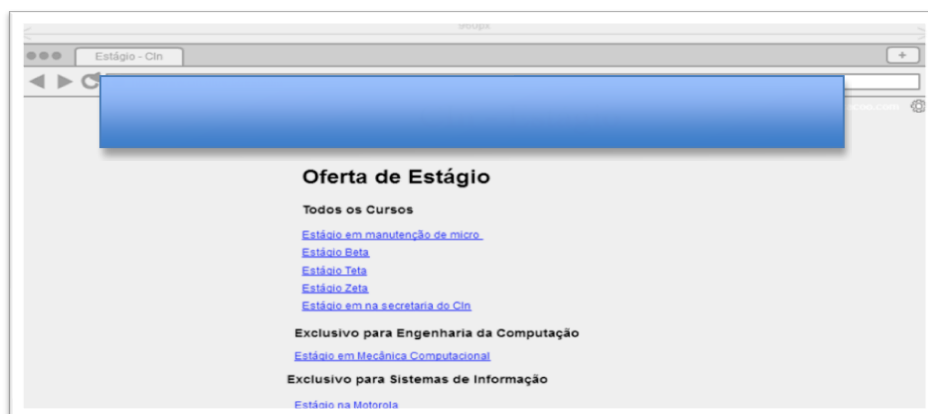 960px
Estágio - CIn
+
Oferta de Estágio
Todos os Cursos
Estágio em manutenção de micro
Estágio Beta
Estágio Teta
Estágio Zeta
Estágio em na secretaria do CIn
Exclusivo para Engenharia da Computação
Estágio em Mecânica Computacional
Exclusivo para Sistemas de Informação
Estágio na Motorola